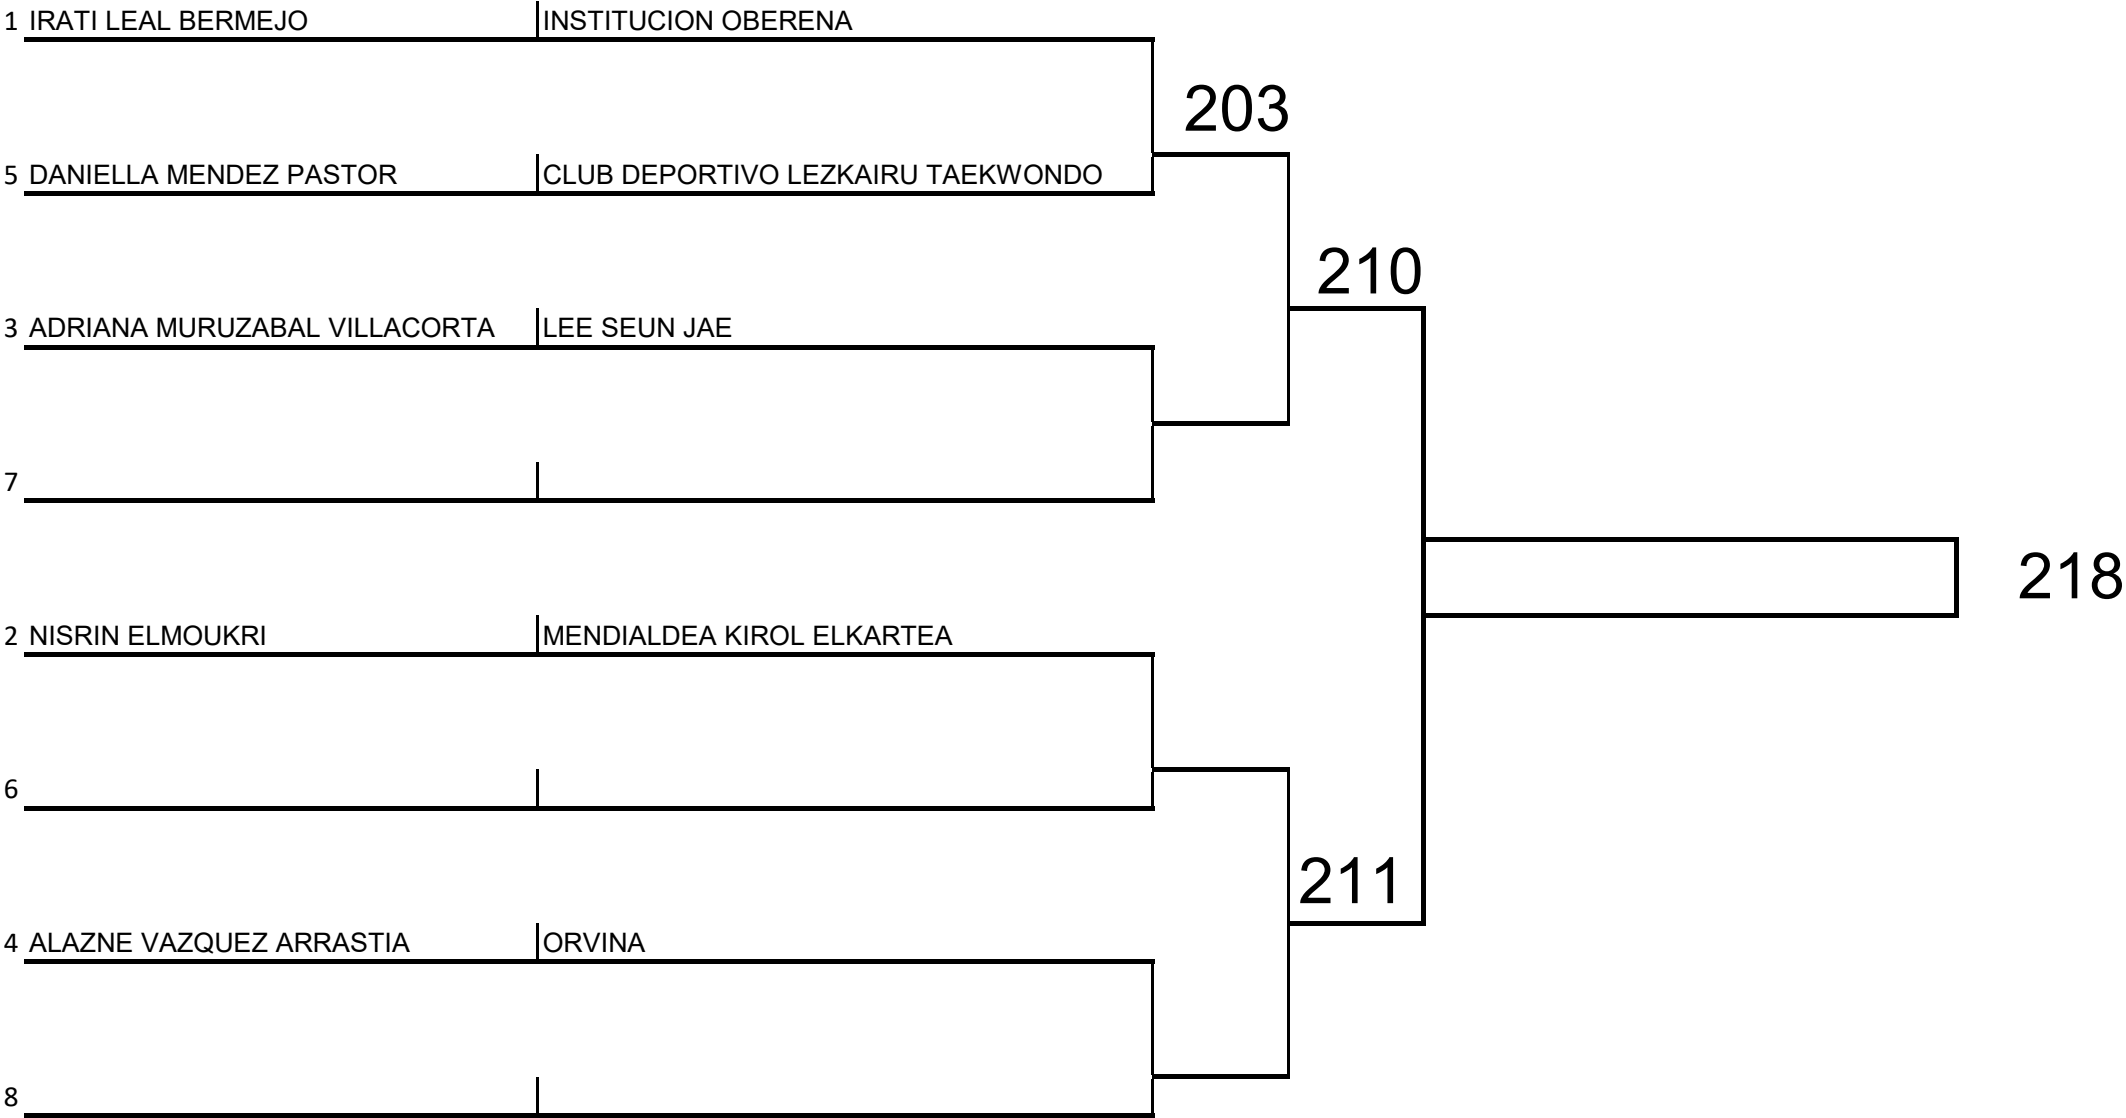 1 IRATI LEAL BERMEJO INSTITUCION OBERENA
203
5 DANIELLA MENDEZ PASTOR CLUB DEPORTIVO LEZKAIRU TAEKWONDO
210
3 ADRIANA MURUZABAL VILLACORTA LEE SEUN JAE
7
218
2 NISRIN ELMOUKRI MENDIALDEA KIROL ELKARTEA
6
211
4 ALAZNE VAZQUEZ ARRASTIA ORVINA
8